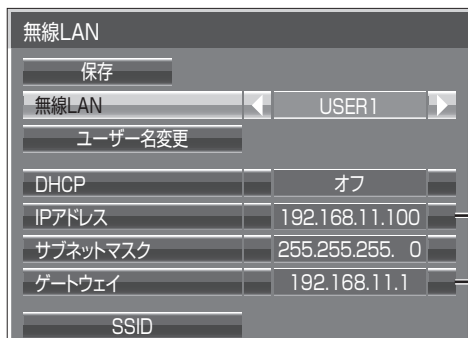 無線LAN
保存
無線LAN USER1
ユーザー名変更
DHCP オフ
IPアドレス 192.168.11.100
サブネットマスク 255.255.255. 0
ゲートウェイ 192.168.11.1
SSID